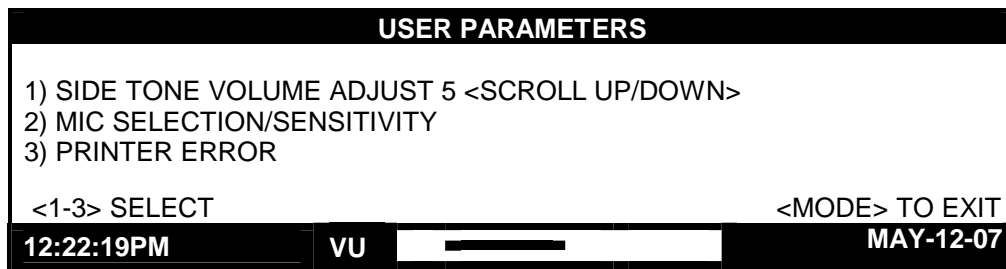 USER PARAMETERS
1) SIDE TONE VOLUME ADJUST 5 <SCROLL UP/DOWN>
2) MIC SELECTION/SENSITIVITY
3) PRINTER ERROR
<1-3> SELECT <MODE> TO EXIT
12:22:19PM VU MAY-12-07